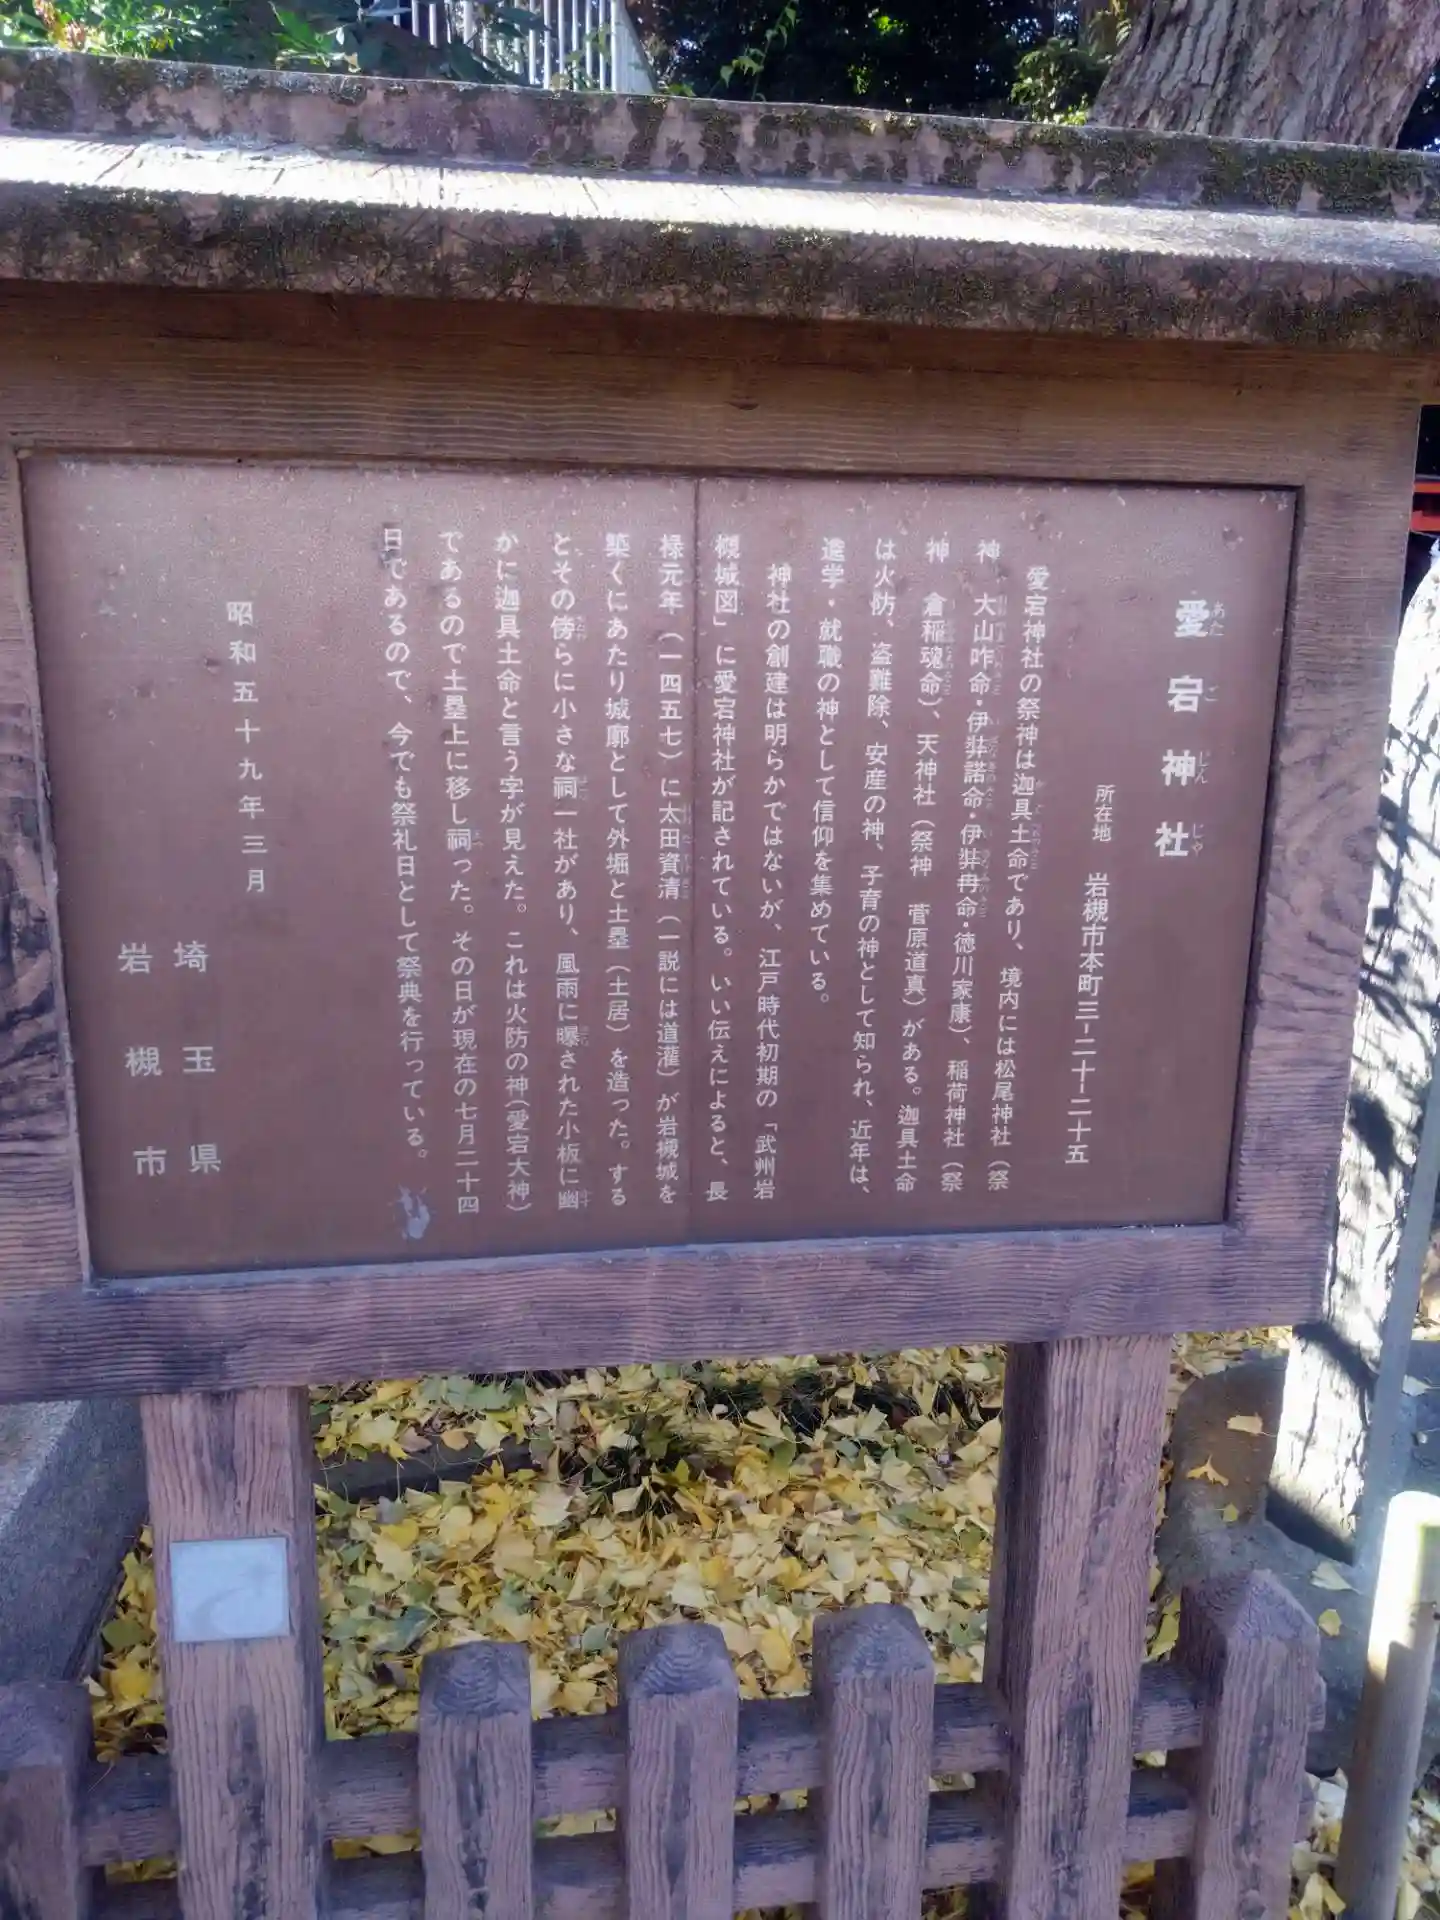 愛宕神社
所在地 岩槻市本町三-二十-二十五
愛宕神社の祭神は迦具土命であり、境内には松尾神社（祭
神 大山咋命・伊弉諾命・伊弉冉命・徳川家康）、稲荷神社（祭
神 倉稲魂命）、天神社（祭神 菅原道真）がある。迦具土命
は火防、盗難除、安産の神、子育の神として知られ、近年は、
進学・就職の神として信仰を集めている。
神社の創建は明らかではないが、江戸時代初期の「武州岩
槻城図」に愛宕神社が記されている。いい伝えによると、長
禄元年（一四五七）に太田資清（一説には道灌）が岩槻城を
築くにあたり城廓として外堀と土塁（土居）を造った。する
とその傍らに小さな祠一社があり、風雨に曝された小板に幽
かに迦具土命と言う字が見えた。これは火防の神（愛宕大神）
であるので土塁上に移し祠った。その日が現在の七月二十四
日であるので、今でも祭礼日として祭典を行っている。
昭和五十九年三月
埼玉県
岩槻市